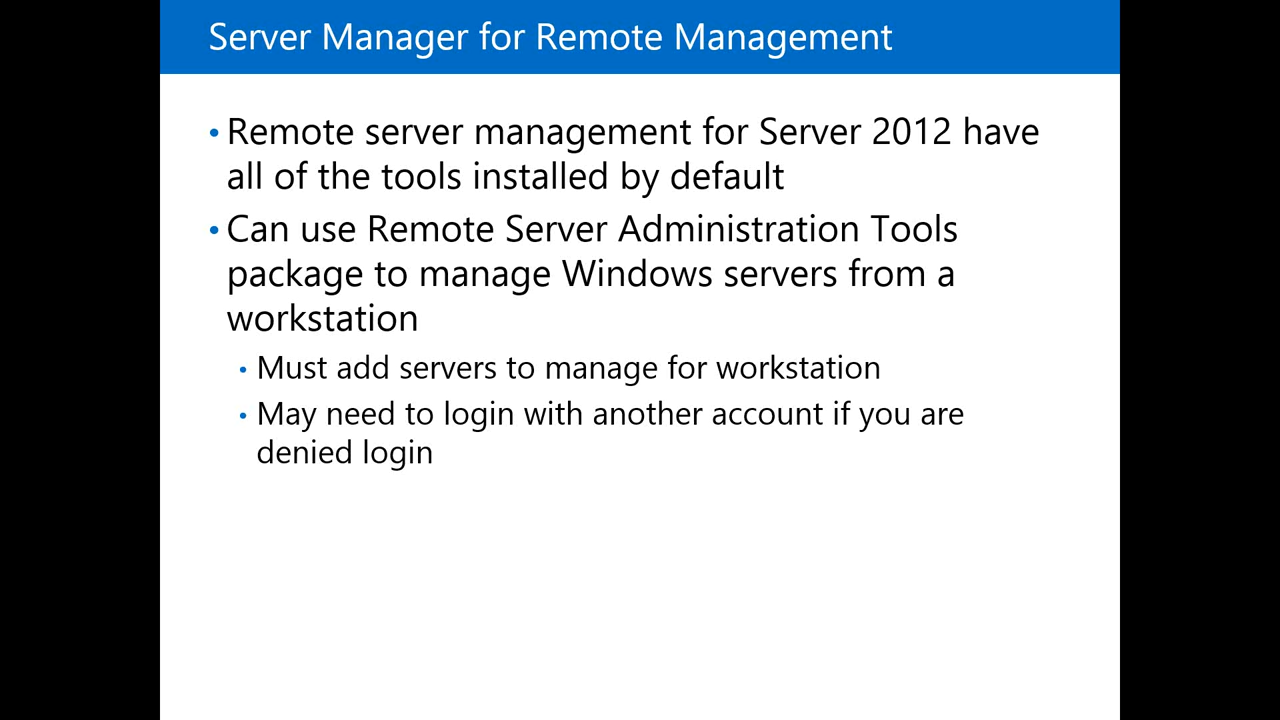 Server Manager for Remote Management
• Remote server management for Server 2012 have
all of the tools installed by default
• Can use Remote Server Administration Tools
package to manage Windows servers from a
workstation
• Must add servers to manage for workstation
• May need to login with another account if you are
denied login